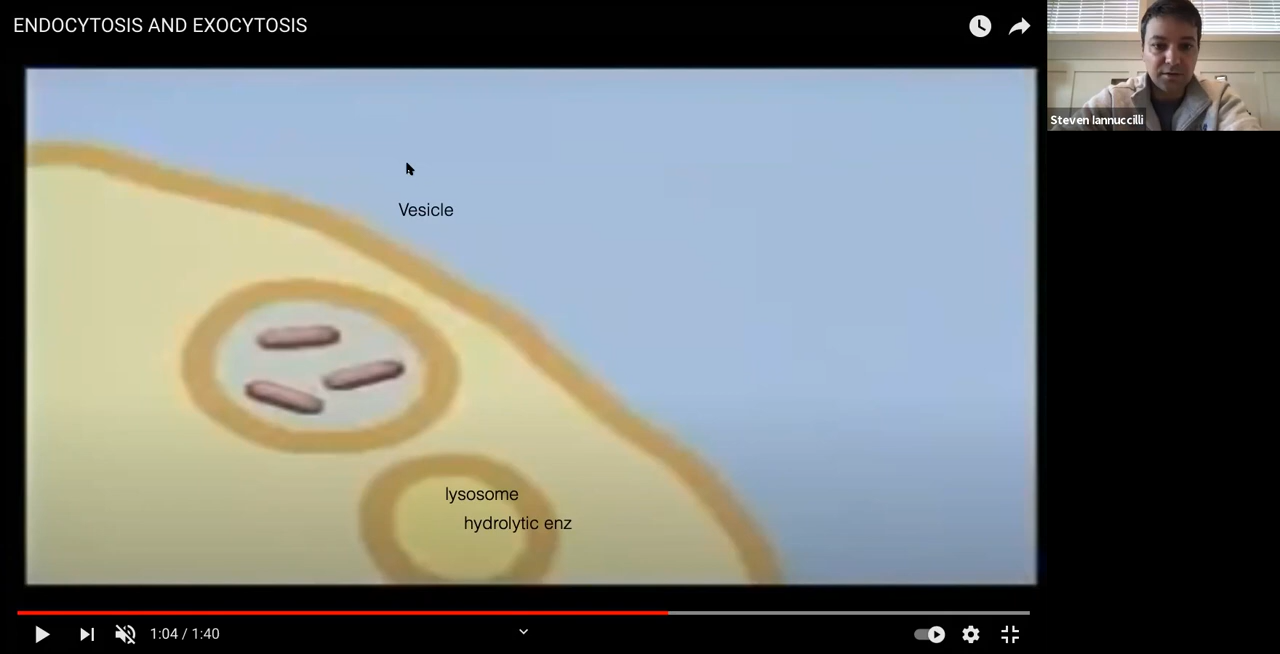 ENDOCYTOSIS AND EXOCYTOSIS
Steven Iannuccilli
Vesicle
lysosome
hydrolytic enz
1:04 / 1:40